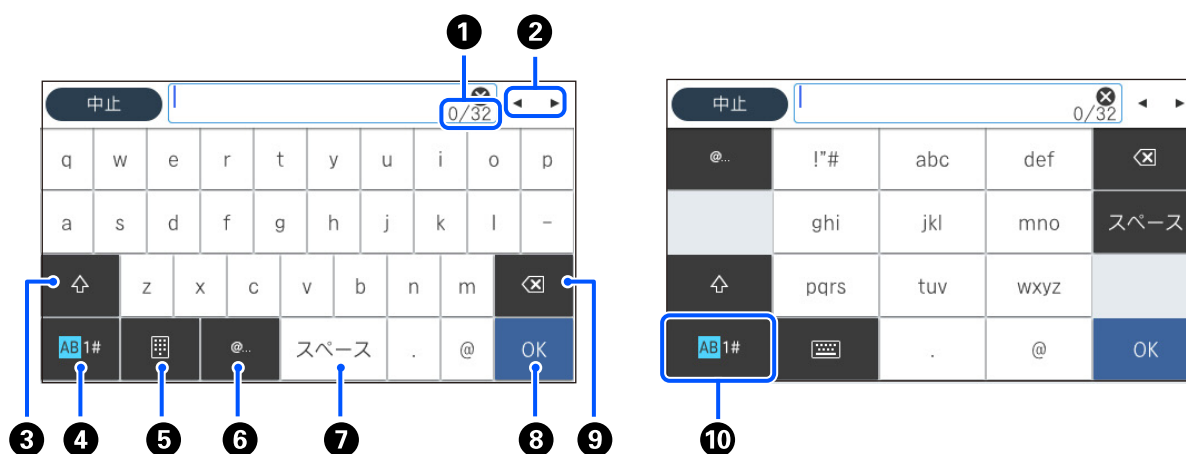 1 2
中止 0/32
q w e r t y u i o p
a s d f g h j k l -
z x c v b n m
AB1# @... スペース . @ OK
3 4 5 6 7 8 9
中止 0/32
@... !"# abc def
ghi jkl mno スペース
pqrs tuv wxyz
AB1# . @ OK
10